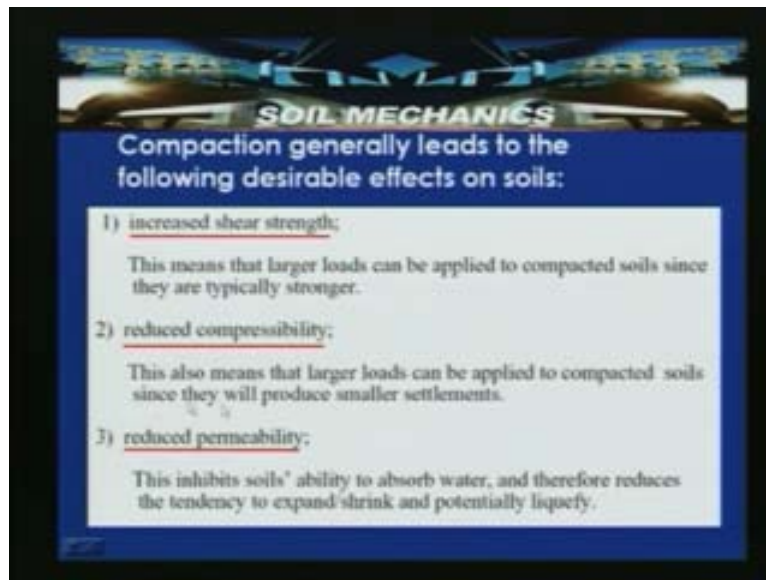 SOIL MECHANICS
Compaction generally leads to the
following desirable effects on soils:
1) increased shear strength;
This means that larger loads can be applied to compacted soils since
they are typically stronger.
2) reduced compressibility;
This also means that larger loads can be applied to compacted soils
since they will produce smaller settlements.
3) reduced permeability;
This inhibits soils' ability to absorb water, and therefore reduces
the tendency to expand/shrink and potentially liquefy.